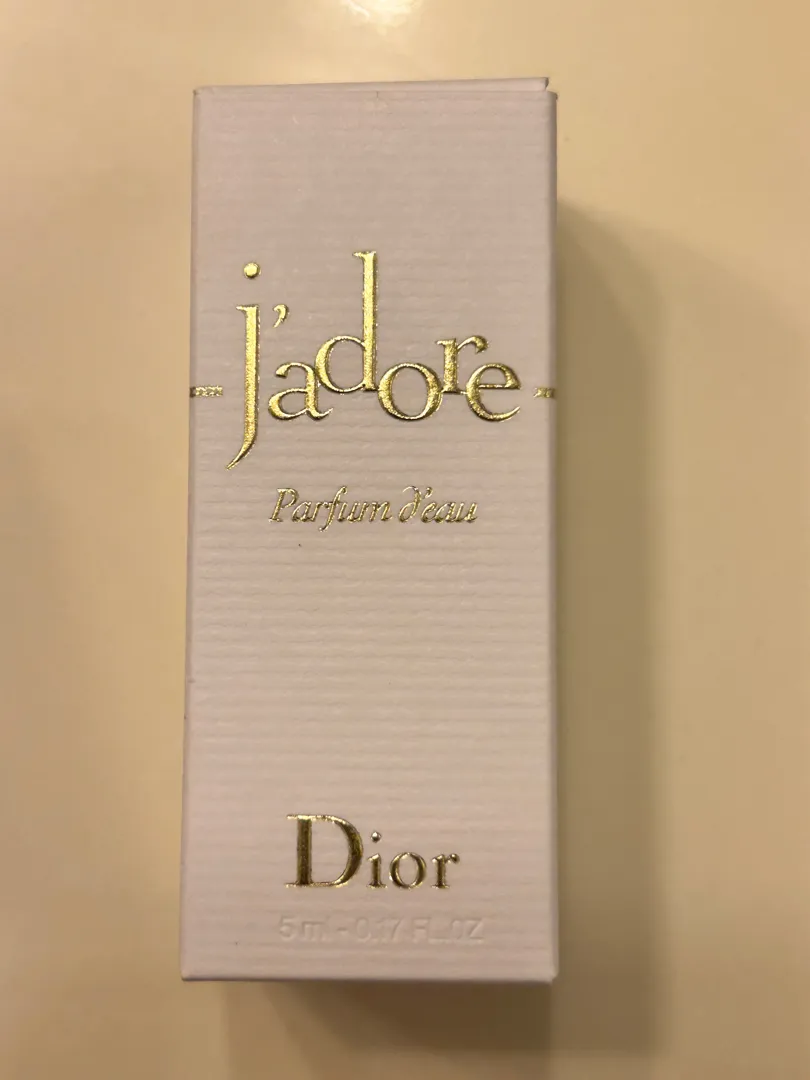 j'adore
Parfum d'eau
Dior
5 ml - 0.17 FL.OZ